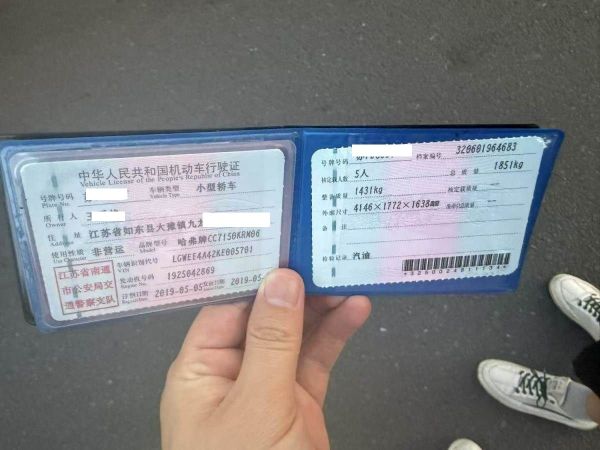 中华人民共和国机动车行驶证
Vehicle License of the People's Republic of China
号牌号码
Plate No.
车辆类型 小型轿车
Vehicle Type
所有人
Owner
住址 江苏省如东县大豫镇九龙
Address
使用性质 非营运
Use Character
品牌型号 哈弗牌CC7150KRM06
Model
江苏省南通
市公安局交
通警察支队
车辆识别代号 LGWEE4A42KE005701
VIN
发动机号码 1925042869
Engine No.
注册日期 2019-05-05
Register Date
发证日期 2019-05-
Issue Date
号牌号码
档案编号 320601964683
核定载人数 5人
总质量 1851kg
整备质量 1431kg
核定载质量 --
外廓尺寸 4146×1772×1638mm
准牵引总质量 --
备注
检验记录 汽油